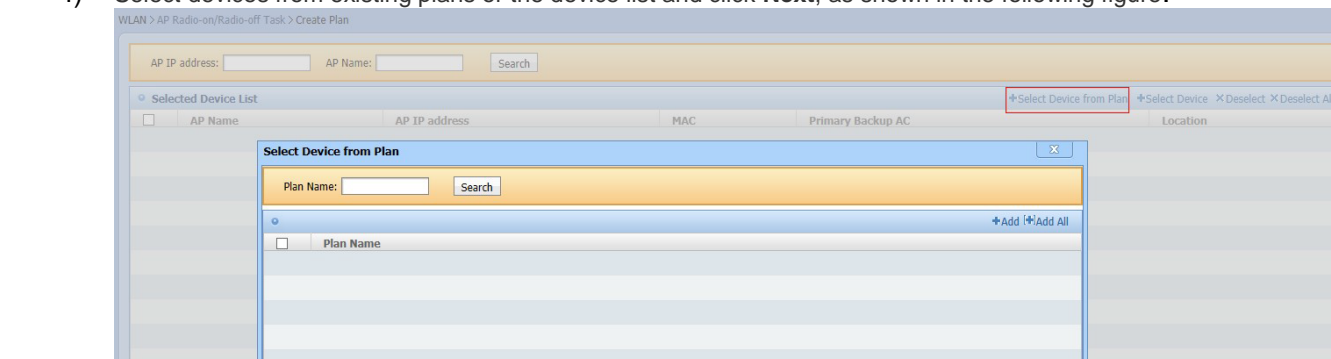 Select devices from existing plans or the device list and click Next, as shown in the following figure.
WLAN > AP Radio-on/Radio-off Task > Create Plan
AP IP address: AP Name: Search
Selected Device List +Select Device from Plan +Select Device ×Deselect ×Deselect Al
AP Name AP IP address MAC Primary Backup AC Location
Select Device from Plan
Plan Name: Search
+Add [+]Add All
Plan Name